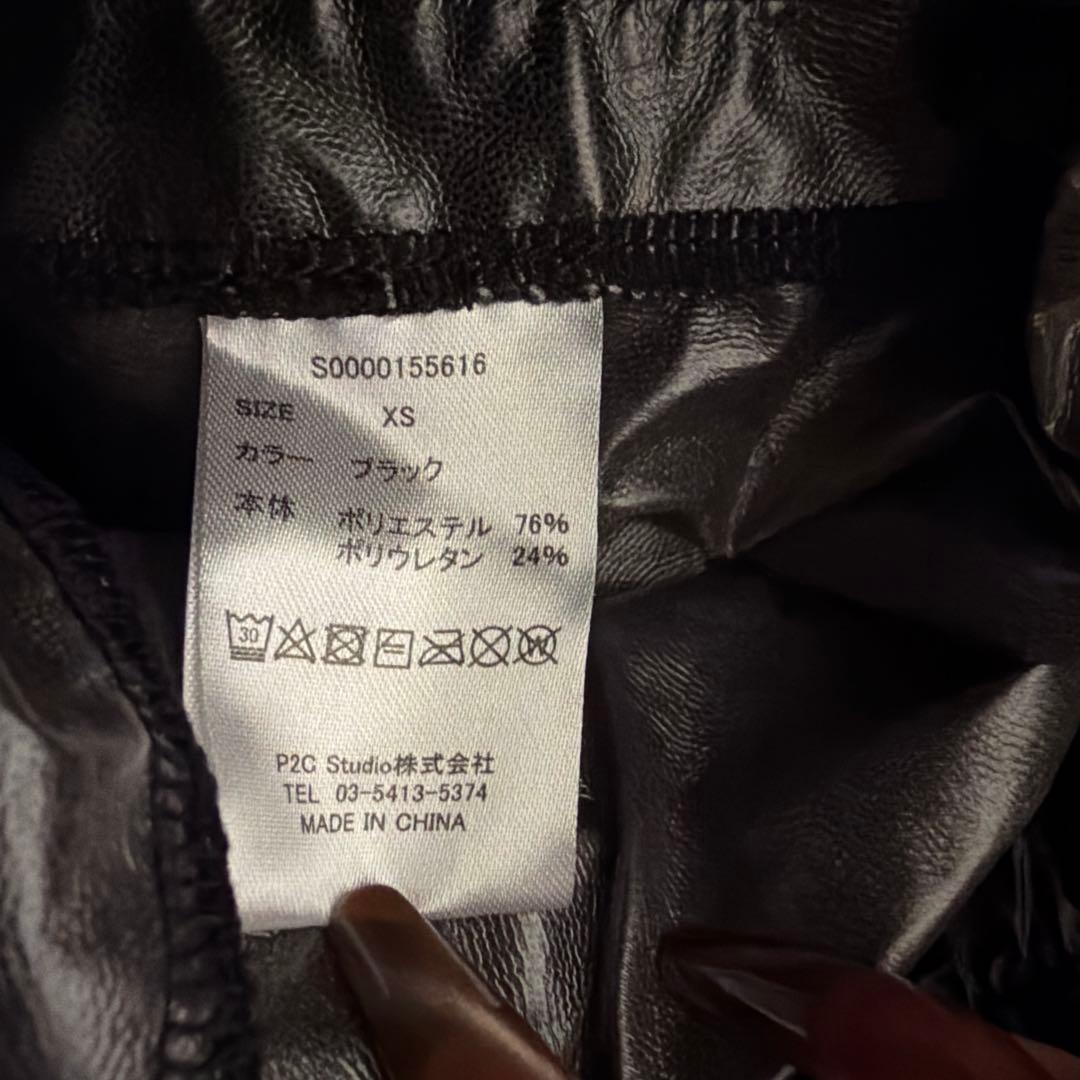 S0000155616
SIZE XS
カラー ブラック
本体 ポリエステル 76%
ポリウレタン 24%
30
W
P2C Studio株式会社
TEL 03-5413-5374
MADE IN CHINA